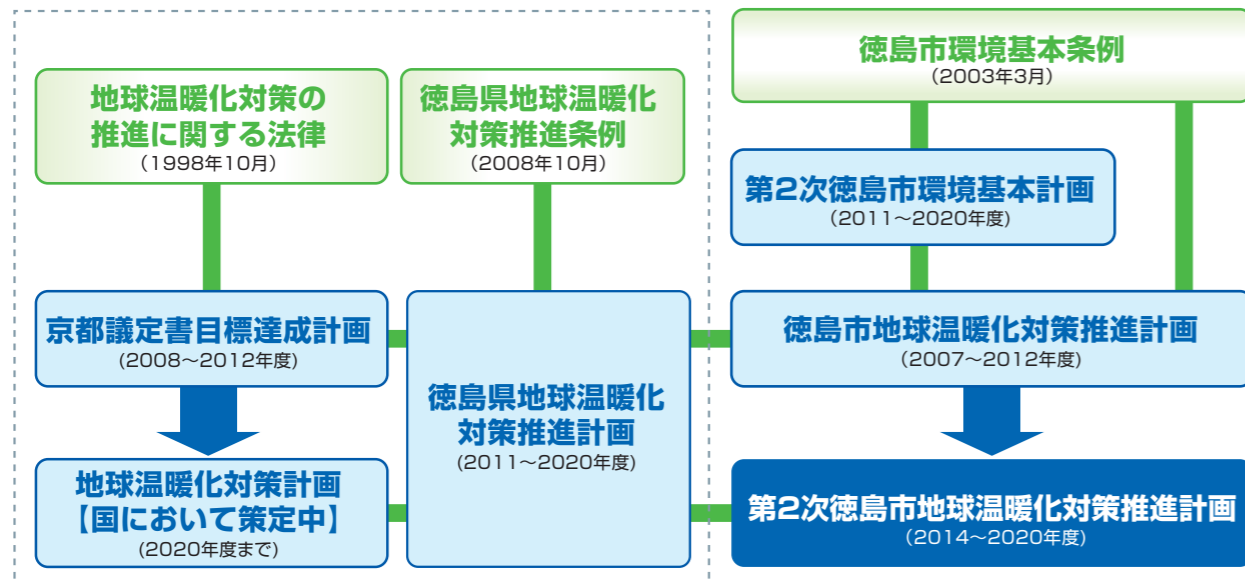 地球温暖化対策の
推進に関する法律
(1998年10月)
徳島県地球温暖化
対策推進条例
(2008年10月)
徳島市環境基本条例
(2003年3月)
第2次徳島市環境基本計画
(2011～2020年度)
京都議定書目標達成計画
(2008～2012年度)
徳島県地球温暖化
対策推進計画
(2011～2020年度)
徳島市地球温暖化対策推進計画
(2007～2012年度)
地球温暖化対策計画
【国において策定中】
(2020年度まで)
第2次徳島市地球温暖化対策推進計画
(2014～2020年度)